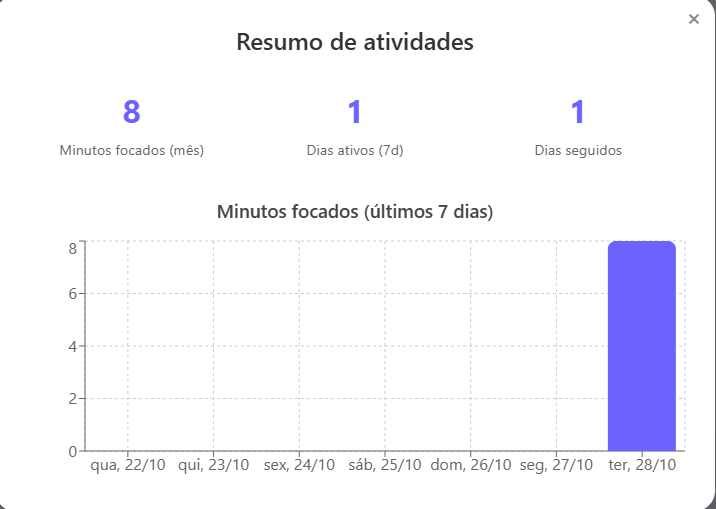 ×
Resumo de atividades
8 1 1
Minutos focados (mês) Dias ativos (7d) Dias seguidos
Minutos focados (últimos 7 dias)
8
6
4
2
0
qua, 22/10 qui, 23/10 sex, 24/10 sáb, 25/10 dom, 26/10 seg, 27/10 ter, 28/10